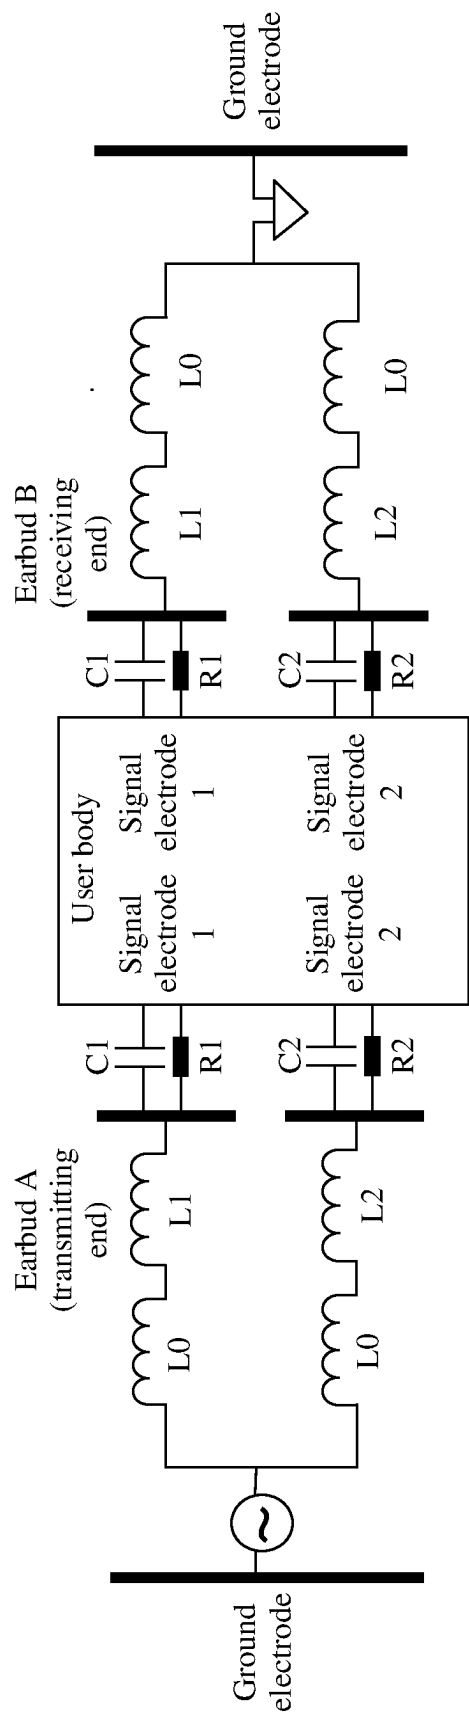 Earbud A
(transmitting
end)
Earbud B
(receiving
end)
User body
Ground
electrode
L0
L1
C1
R1
Signal
electrode
1
Signal
electrode
1
C1
R1
L1
L0
L0
L2
C2
R2
Signal
electrode
2
Signal
electrode
2
C2
R2
L2
L0
Ground
electrode